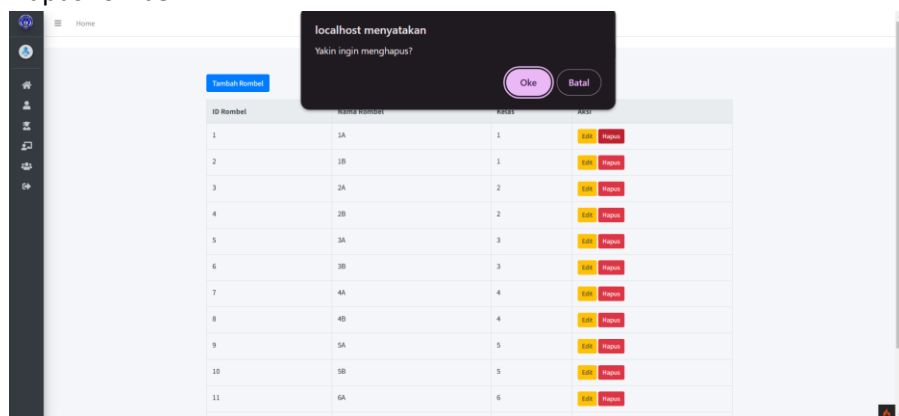 Home
localhost menyatakan
Yakin ingin menghapus?
Oke Batal
Tambah Rombel
ID Rombel Nama Rombel Kelas Aksi
1 1A 1 Edit Hapus
2 1B 1 Edit Hapus
3 2A 2 Edit Hapus
4 2B 2 Edit Hapus
5 3A 3 Edit Hapus
6 3B 3 Edit Hapus
7 4A 4 Edit Hapus
8 4B 4 Edit Hapus
9 5A 5 Edit Hapus
10 5B 5 Edit Hapus
11 6A 6 Edit Hapus